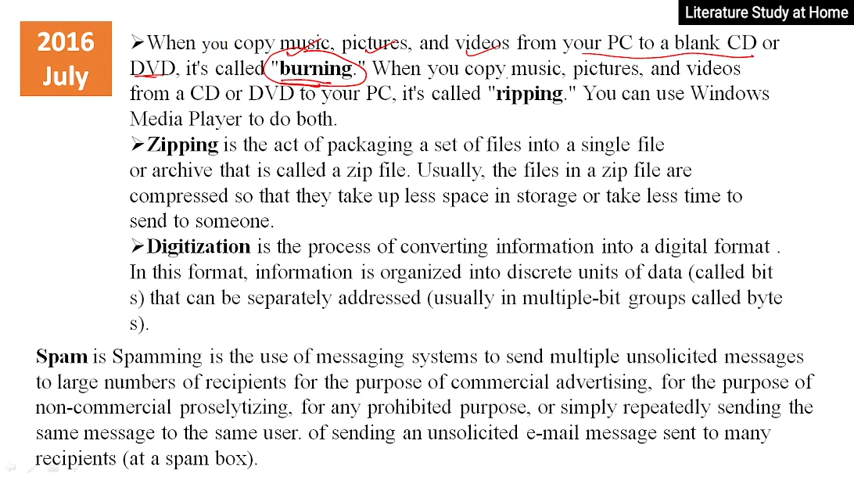 Literature Study at Home
2016
July
➢When you copy music, pictures, and videos from your PC to a blank CD or
DVD, it's called "burning." When you copy music, pictures, and videos
from a CD or DVD to your PC, it's called "ripping." You can use Windows
Media Player to do both.
➢Zipping is the act of packaging a set of files into a single file
or archive that is called a zip file. Usually, the files in a zip file are
compressed so that they take up less space in storage or take less time to
send to someone.
➢Digitization is the process of converting information into a digital format .
In this format, information is organized into discrete units of data (called bit
s) that can be separately addressed (usually in multiple-bit groups called byte
s).
Spam is Spamming is the use of messaging systems to send multiple unsolicited messages
to large numbers of recipients for the purpose of commercial advertising, for the purpose of
non-commercial proselytizing, for any prohibited purpose, or simply repeatedly sending the
same message to the same user. of sending an unsolicited e-mail message sent to many
recipients (at a spam box).